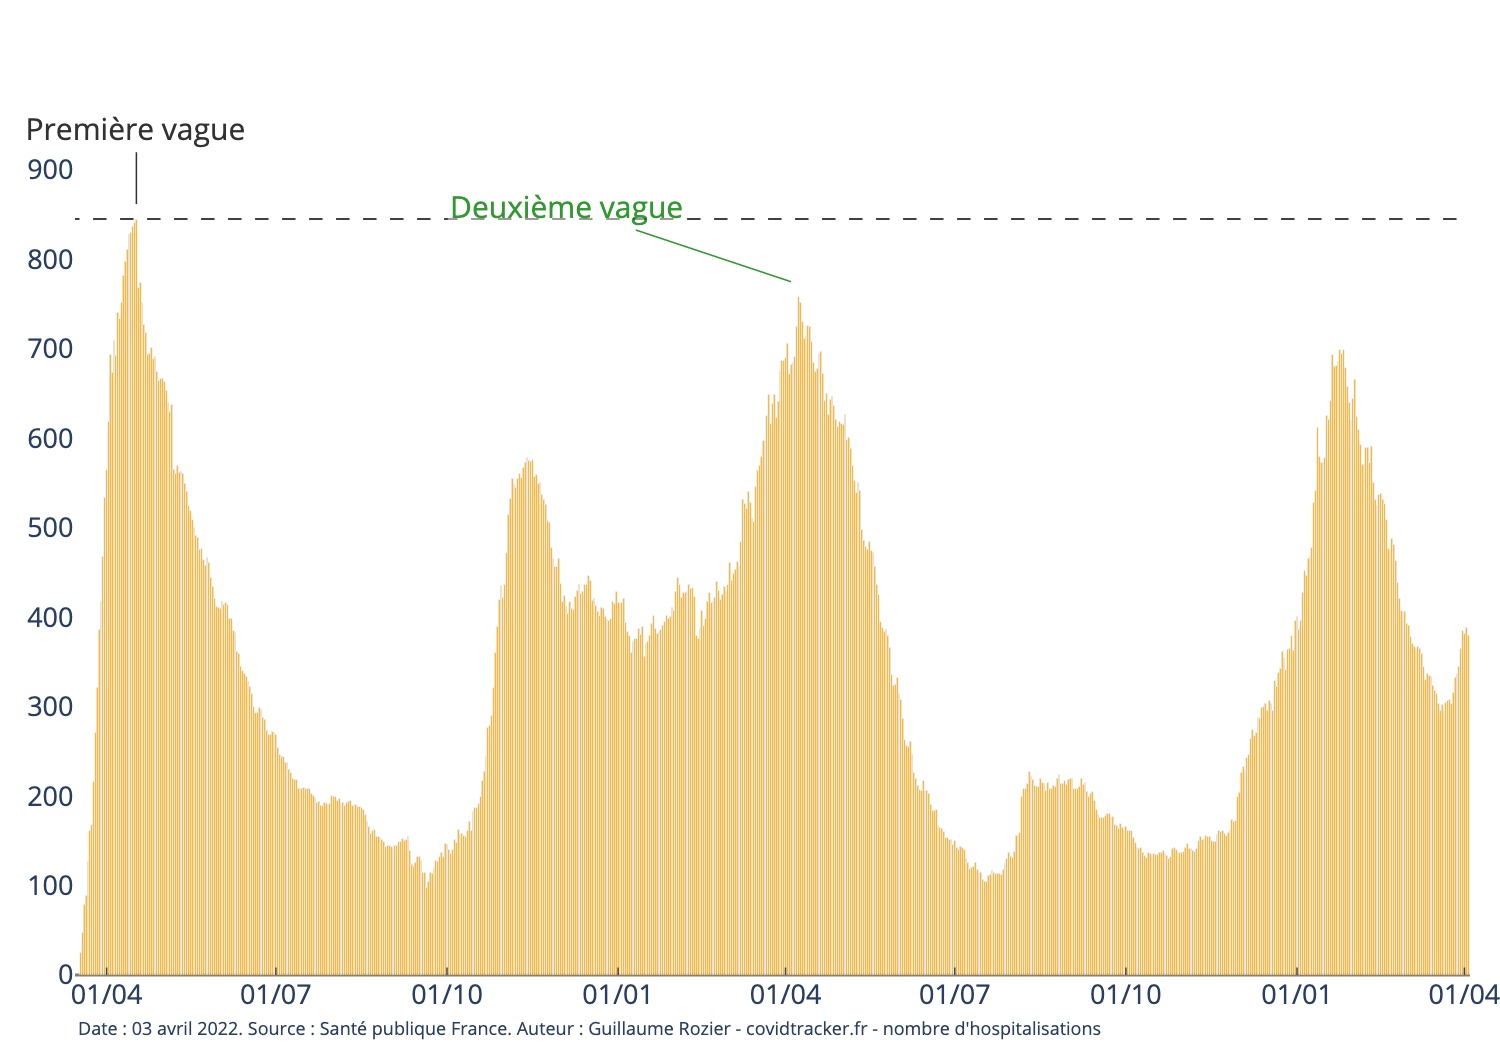 Première vague
900
Deuxième vague
800
700
600
500
400
300
200
100
0
01/04 01/07 01/10 01/01 01/04 01/07 01/10 01/01 01/04
Date : 03 avril 2022. Source : Santé publique France. Auteur : Guillaume Rozier - covidtracker.fr - nombre d'hospitalisations